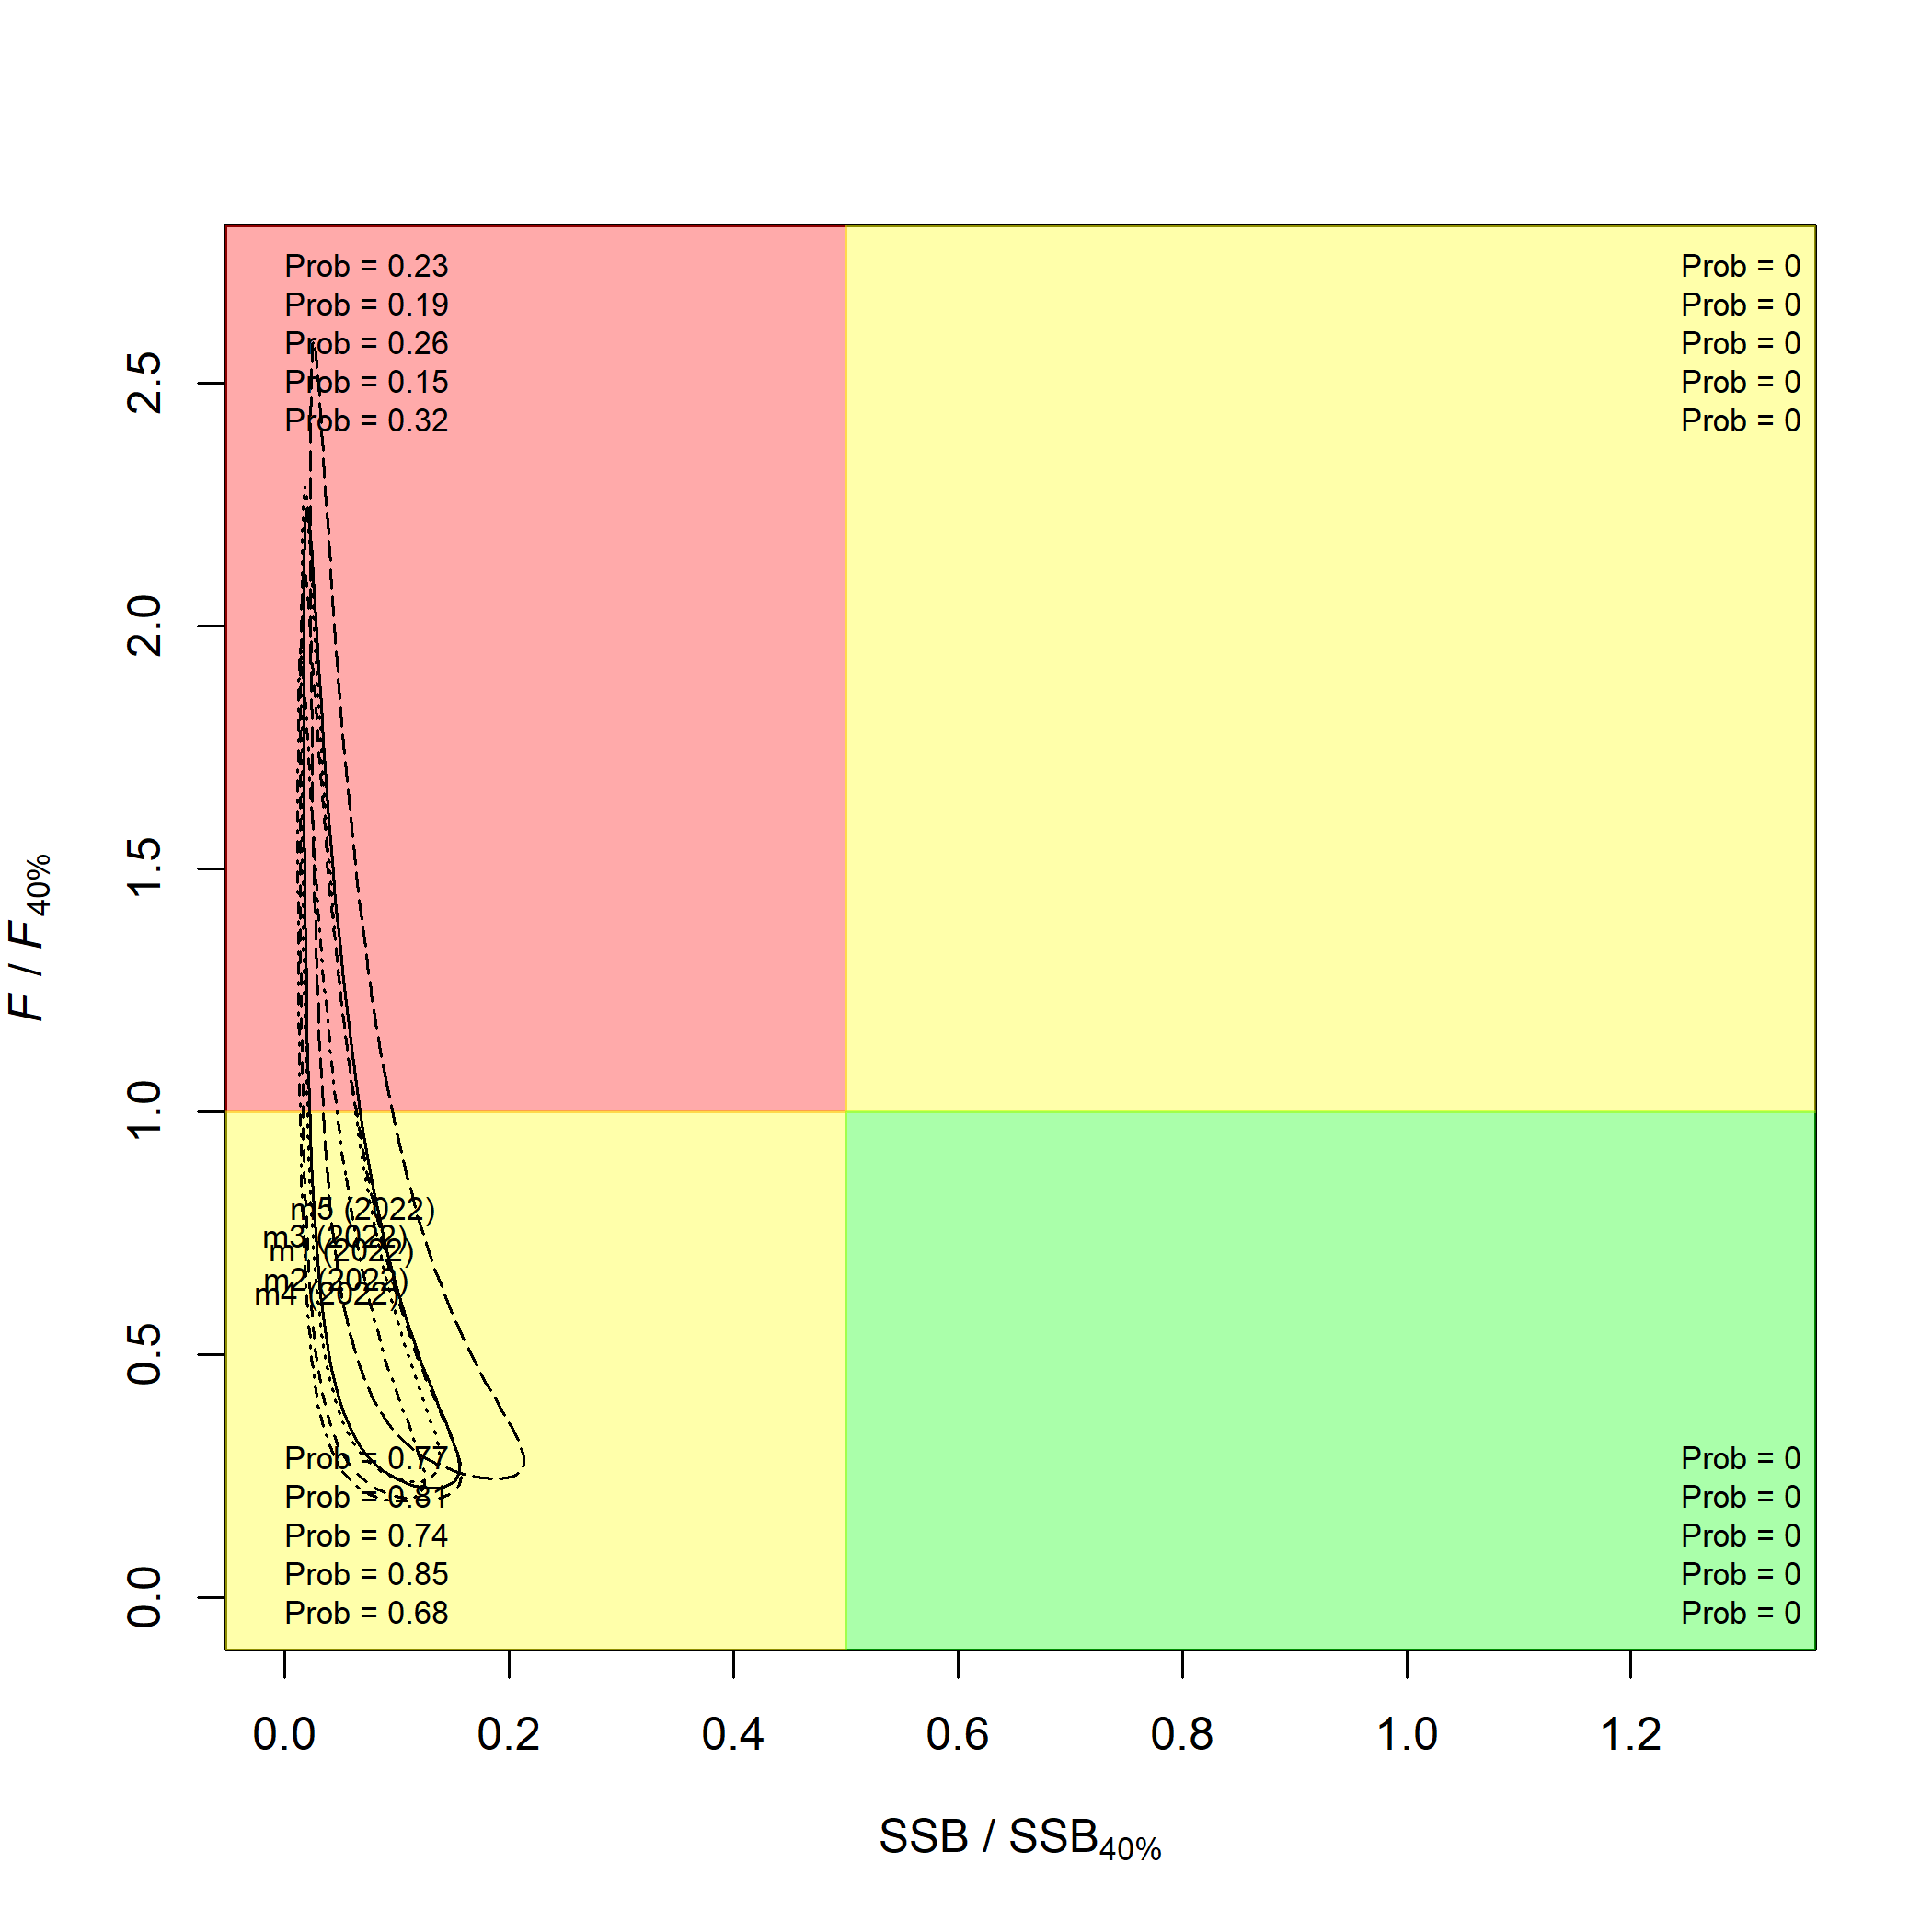 Prob = 0.23
Prob = 0.19
Prob = 0.26
Prob = 0.15
Prob = 0.32
Prob = 0
Prob = 0
Prob = 0
Prob = 0
Prob = 0
2.5
2.0
1.5
1.0
0.5
0.0
F / F40%
m5 (2022)
m3 (2022)
m1 (2022)
m2 (2022)
m4 (2022)
Prob = 0.77
Prob = 0.81
Prob = 0.74
Prob = 0.85
Prob = 0.68
Prob = 0
Prob = 0
Prob = 0
Prob = 0
Prob = 0
0.0 0.2 0.4 0.6 0.8 1.0 1.2
SSB / SSB40%